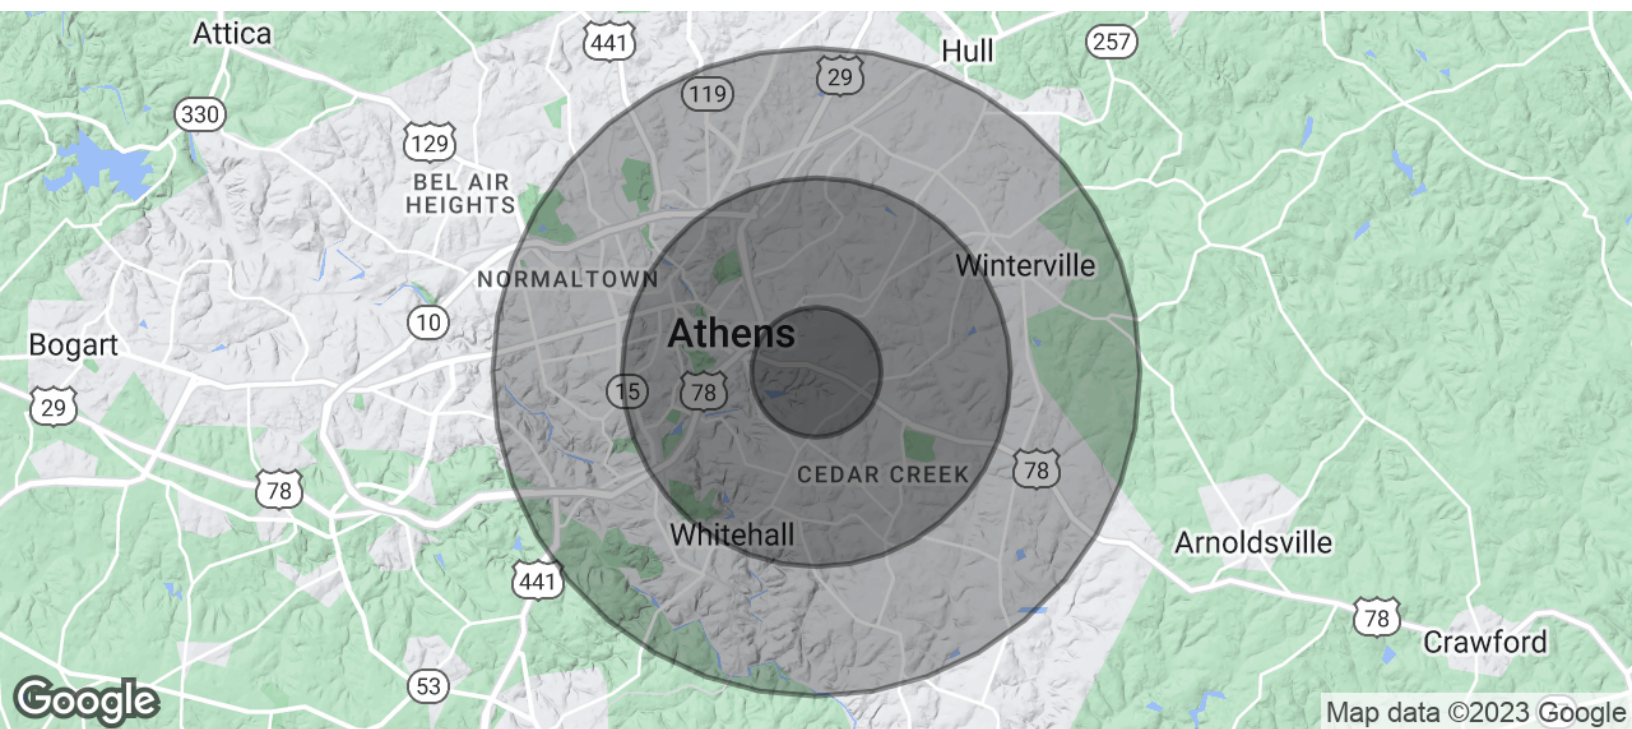 Attica
441
Hull
257
29
119
330
129
BEL AIR
HEIGHTS
Winterville
NORMALTOWN
10
Athens
Bogart
15
78
29
CEDAR CREEK
78
78
Whitehall
Arnoldsville
441
78
Crawford
53
Google
Map data ©2023 Google